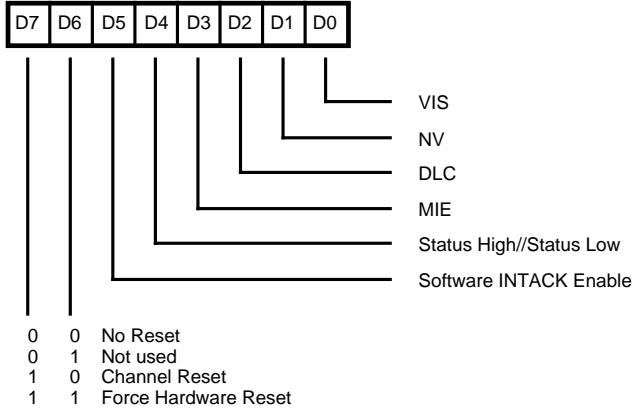 D7 D6 D5 D4 D3 D2 D1 D0
VIS
NV
DLC
MIE
Status High//Status Low
Software INTACK Enable
0 0 No Reset
0 1 Not used
1 0 Channel Reset
1 1 Force Hardware Reset